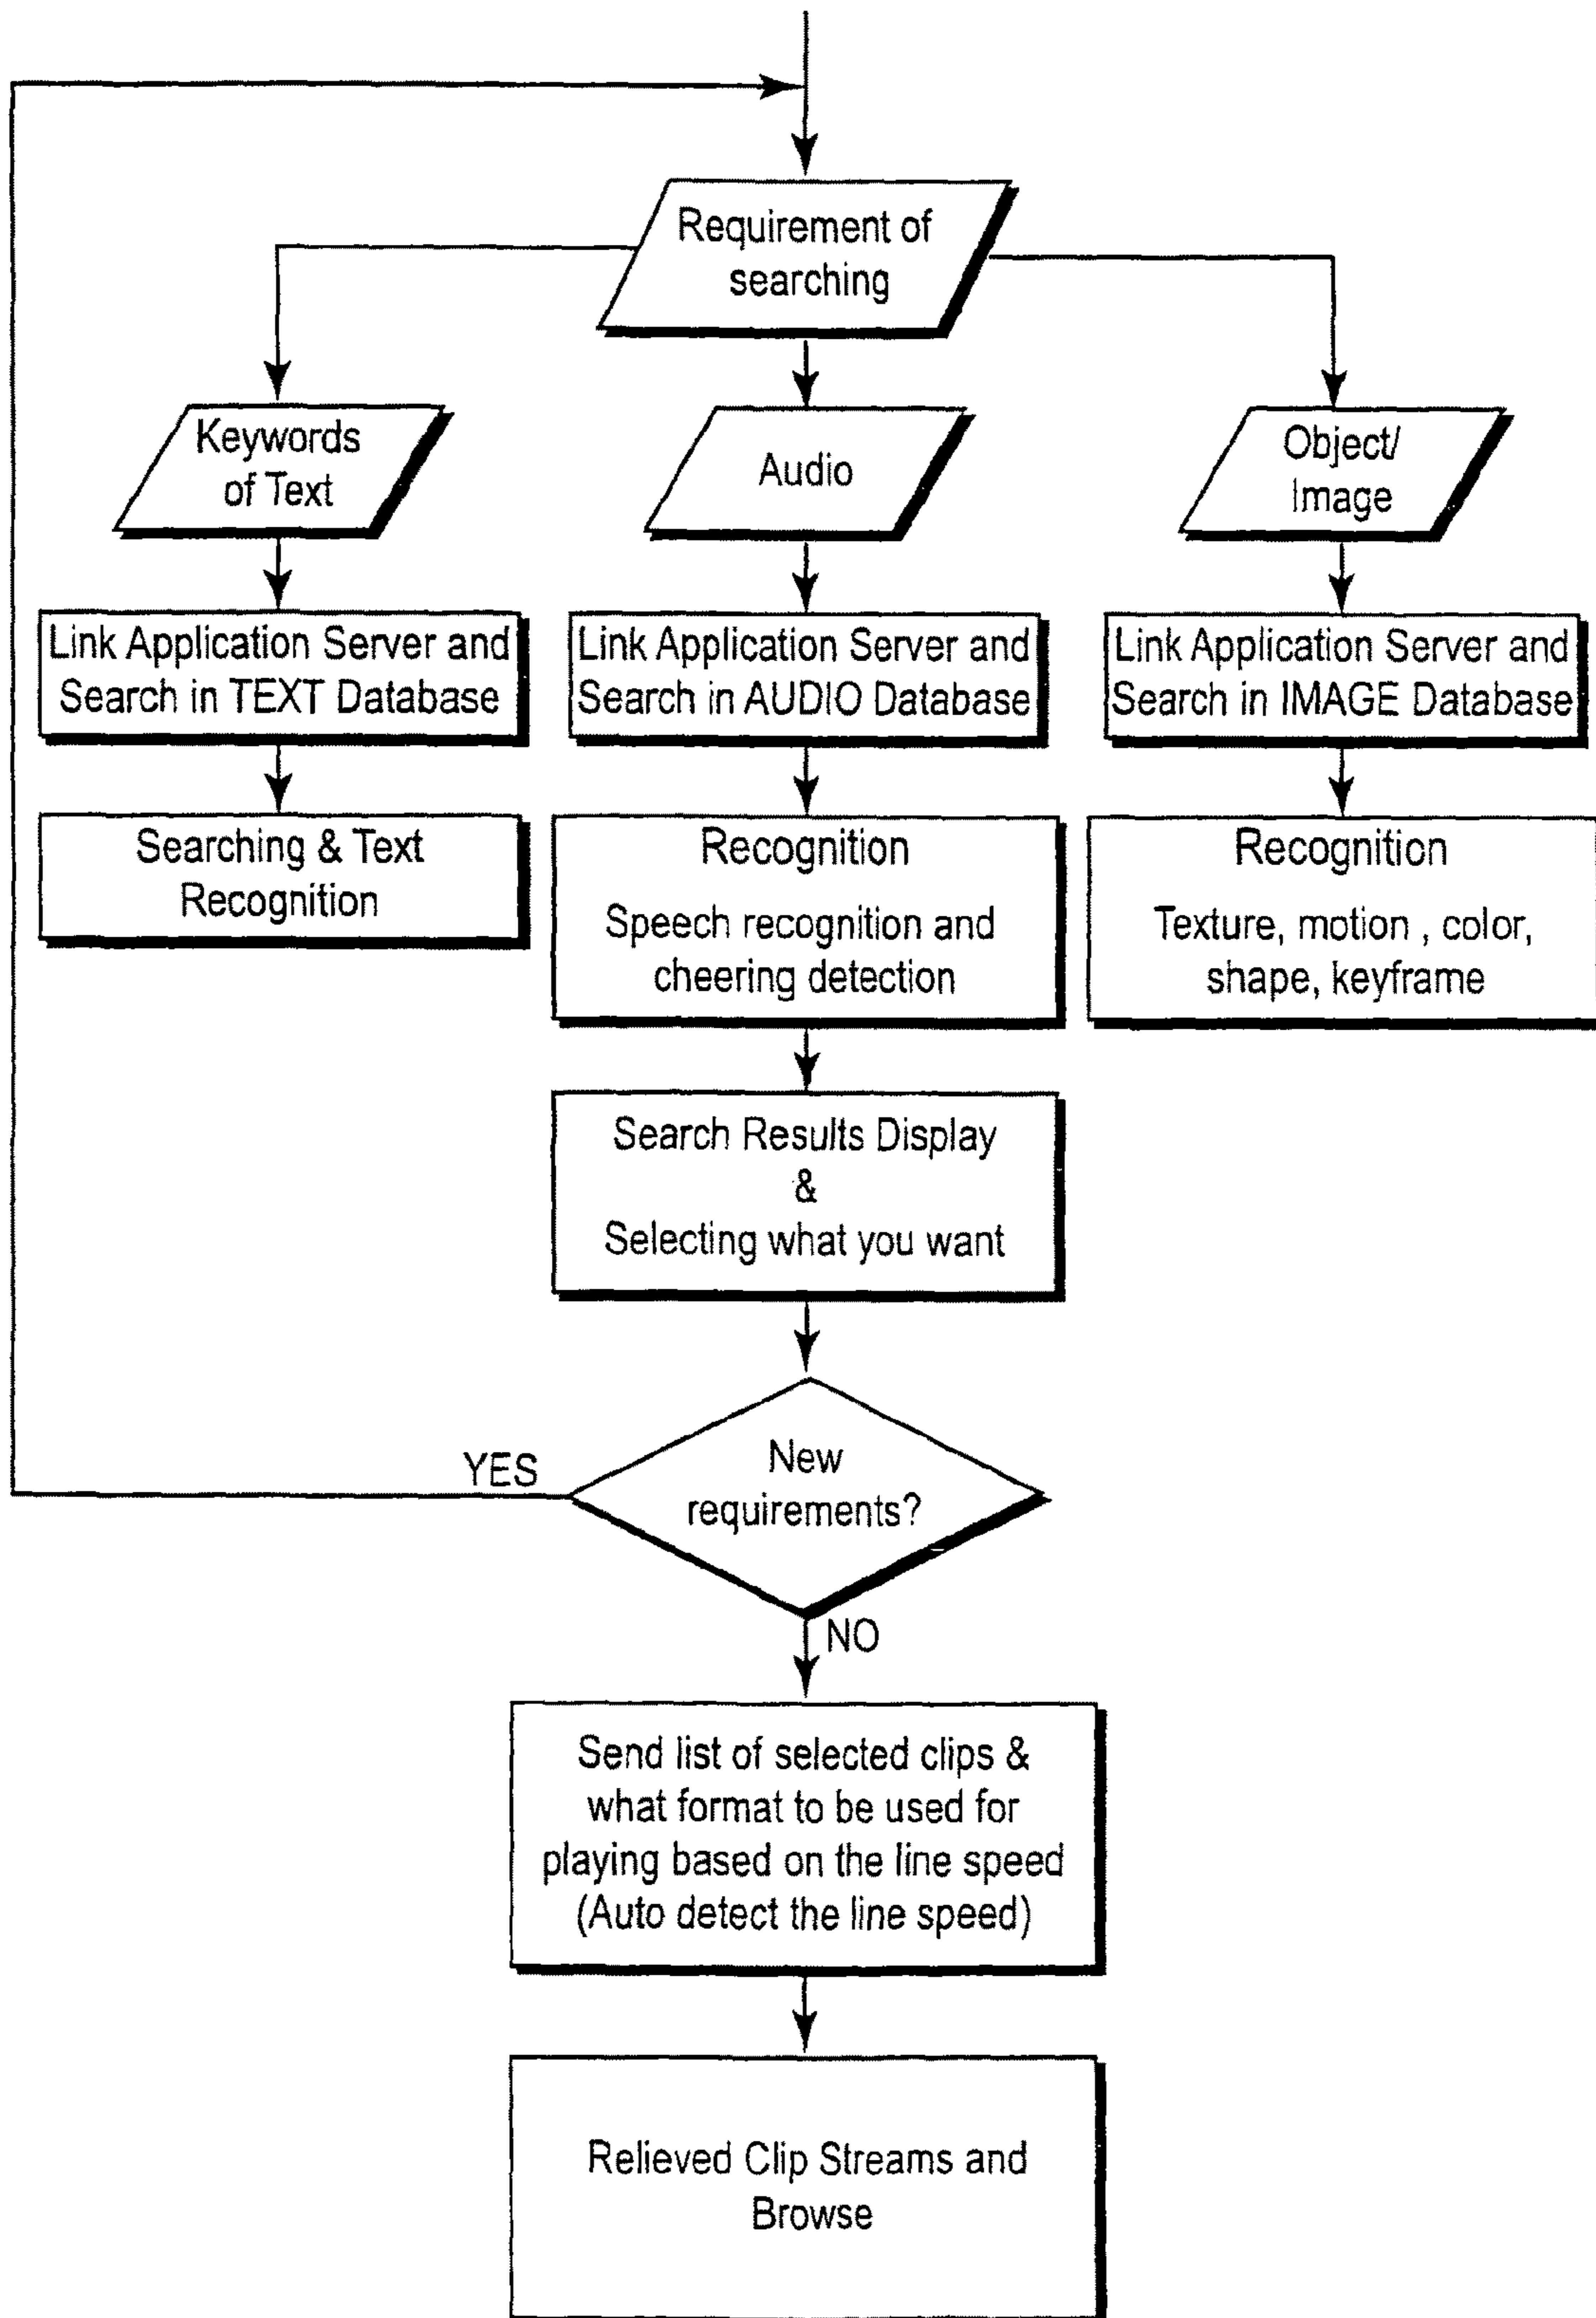 Requirement of
searching
Keywords
of Text
Audio
Object/
Image
Link Application Server and
Search in TEXT Database
Link Application Server and
Search in AUDIO Database
Link Application Server and
Search in IMAGE Database
Searching & Text
Recognition
Recognition
Speech recognition and
cheering detection
Recognition
Texture, motion , color,
shape, keyframe
Search Results Display
&
Selecting what you want
New
requirements?
YES
NO
Send list of selected clips &
what format to be used for
playing based on the line speed
(Auto detect the line speed)
Relieved Clip Streams and
Browse